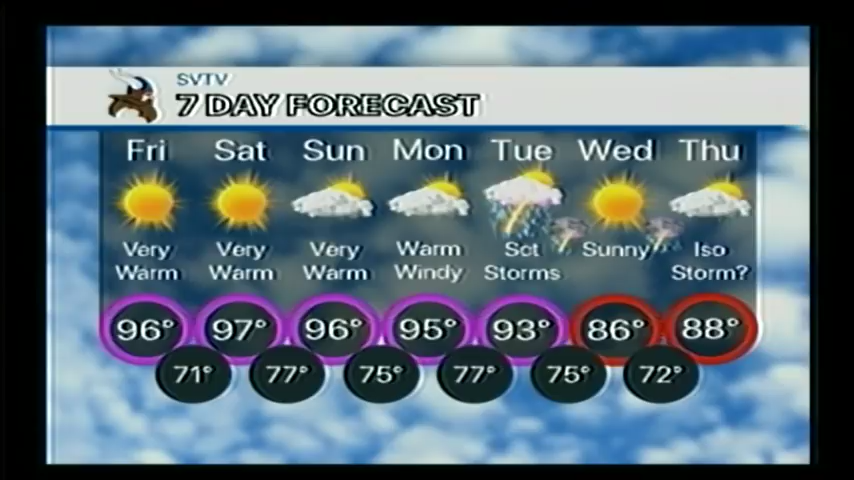 SVTV
7 DAY FORECAST
Fri Sat Sun Mon Tue Wed Thu
Very Very Very Warm Sct Sunny Iso
Warm Warm Warm Windy Storms Storm?
96° 97° 96° 95° 93° 86° 88°
71° 77° 75° 77° 75° 72°